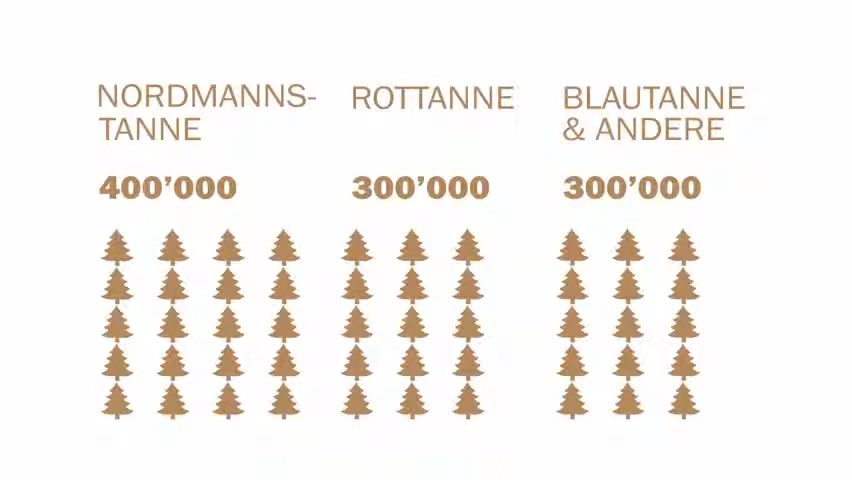 NORDMANNS-
TANNE
400’000
ROTTANNE
300’000
BLAUTANNE
& ANDERE
300’000